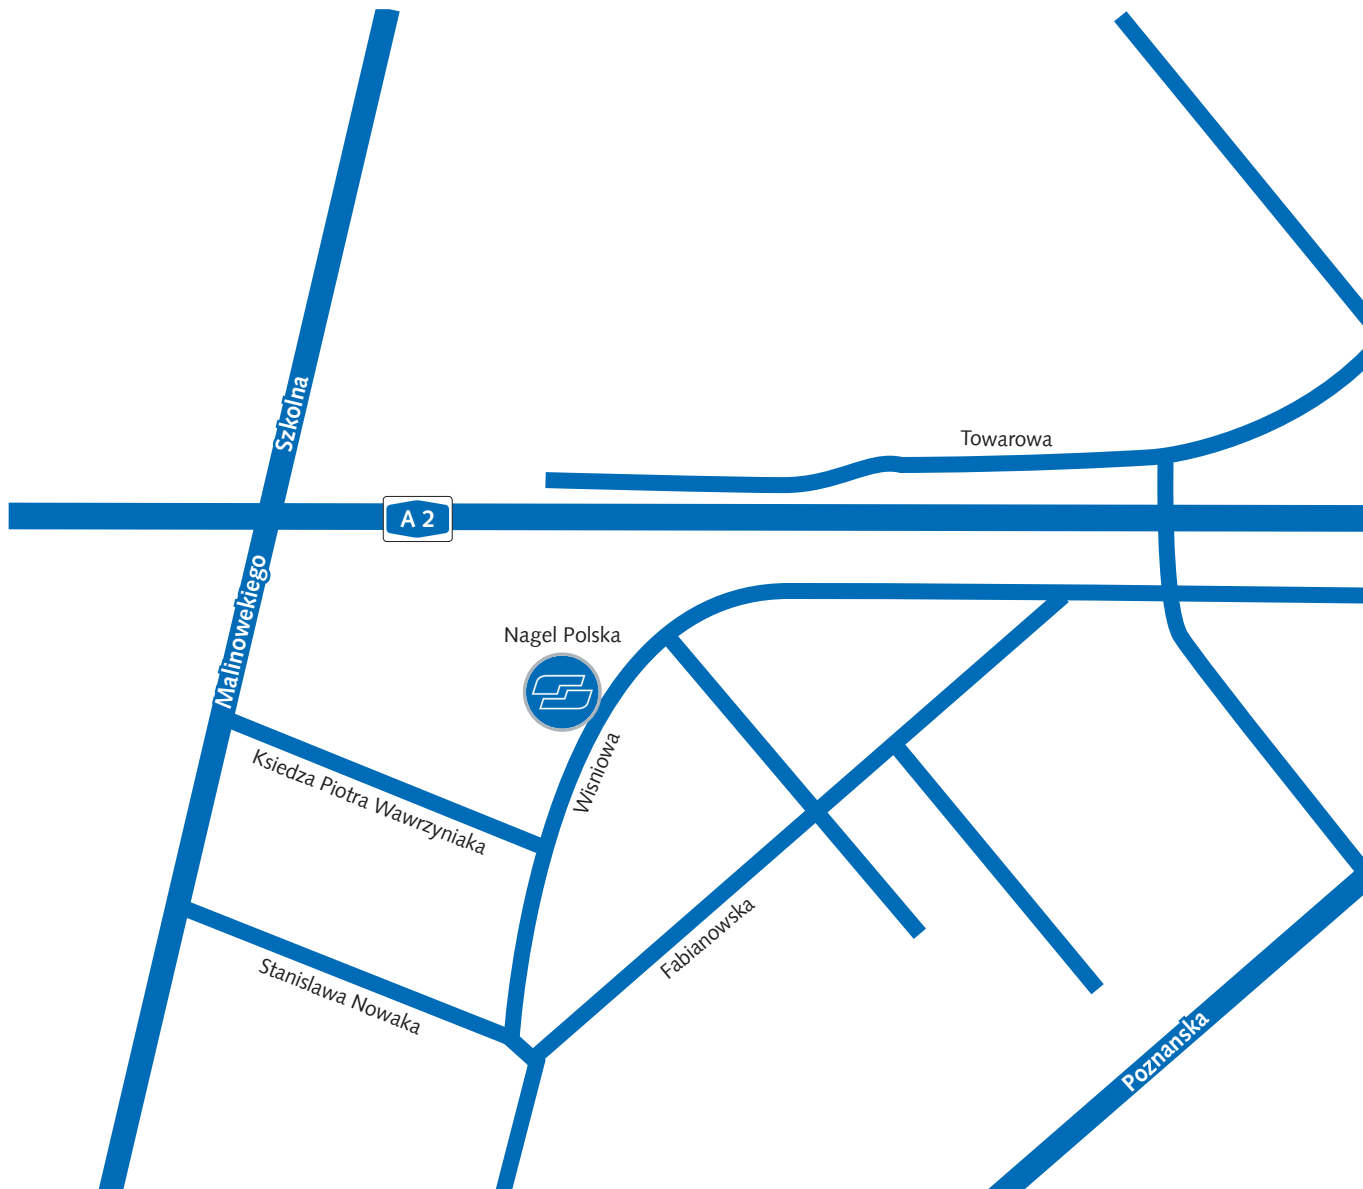 Szkolna
Towarowa
A 2
Malinowekiego
Nagel Polska
Wisniowa
Ksiedza Piotra Wawrzyniaka
Fabianowska
Stanislawa Nowaka
Poznanska